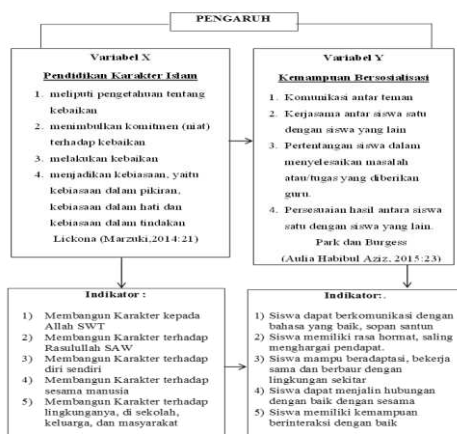 PENGARUH
Variabel X
Pendidikan Karakter Islam
1. meliputi pengetahuan tentang
kebaikan
2. menimbulkan komitmen (niat)
terhadap kebaikan
3. melakukan kebaikan
4. menjadikan kebiasaan, yaitu
kebiasaan dalam pikiran,
kebiasaan dalam hati dan
kebiasaan dalam tindakan
Lickona (Marzuki,2014:21)
Variabel Y
Kemampuan Bersosialisasi
1. Komunikasi antar teman
2. Kerjasama antar siswa satu
dengan siswa yang lain
3. Pertentangan siswa dalam
menyelesaikan masalah
atau/tugas yang diberikan
guru.
4. Persesuaian hasil antara siswa
satu dengan siswa yang lain.
Park dan Burgess
(Aulia Habibul Aziz, 2015:23)
Indikator :
1) Membangun Karakter kepada
Allah SWT
2) Membangun Karakter terhadap
Rasulullah SAW
3) Membangun Karakter terhadap
diri sendiri
4) Membangun Karakter terhadap
sesama manusia
5) Membangun Karakter terhadap
lingkunganya, di sekolah,
keluarga, dan masyarakat
Indikator:.
1) Siswa dapat berkomunikasi dengan
bahasa yang baik, sopan santun
2) Siswa memiliki rasa hormat, saling
menghargai pendapat.
3) Siswa mampu beradaptasi, bekerja
sama dan berbaur dengan
lingkungan sekitar
4) Siswa dapat menjalin hubungan
dengan baik dengan sesama
5) Siswa memiliki kemampuan
berinteraksi dengan baik